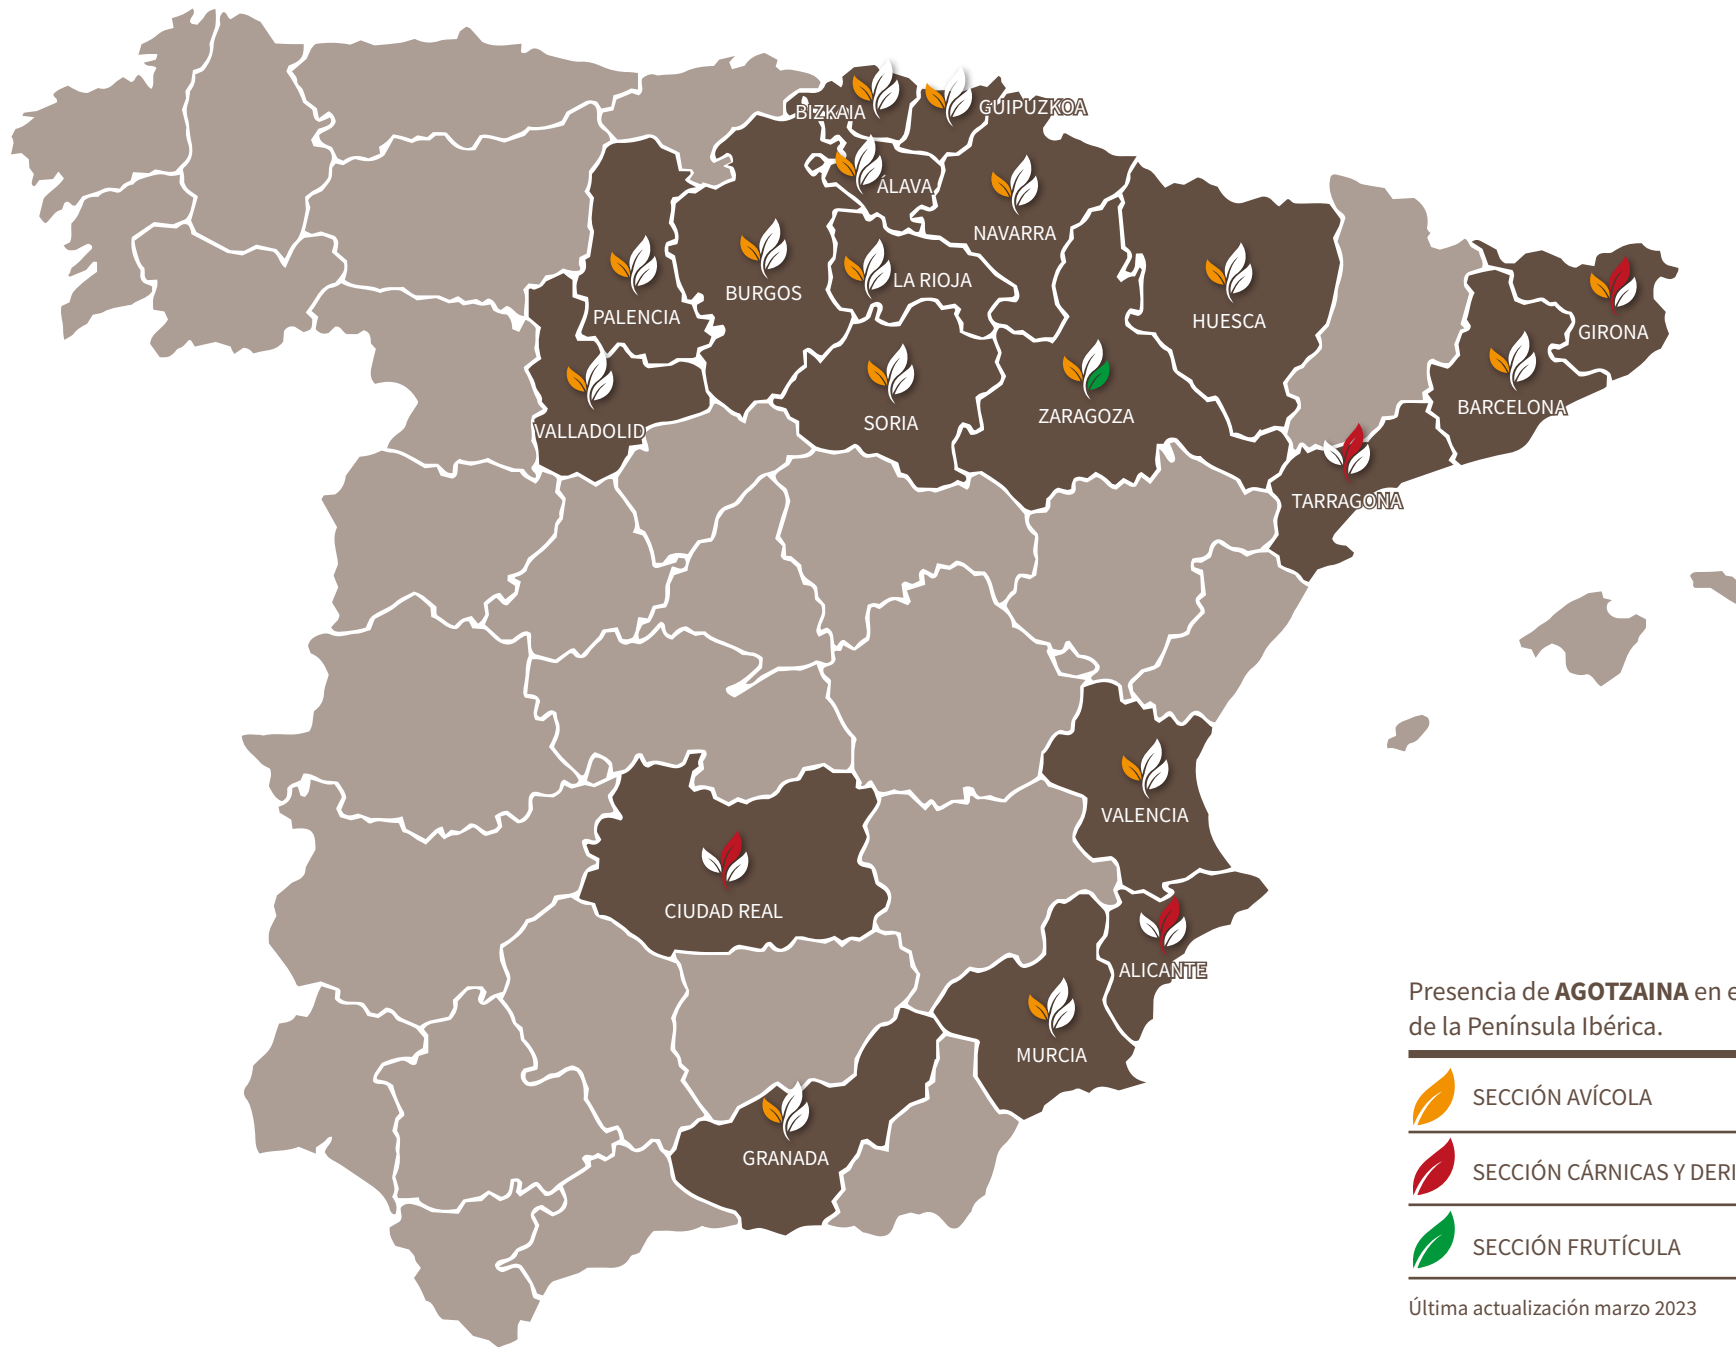 BIZKAIA
GUIPÚZKOA
ÁLAVA
NAVARRA
LA RIOJA
BURGOS
PALENCIA
HUESCA
GIRONA
VALLADOLID
SORIA
ZARAGOZA
BARCELONA
TARRAGONA
VALENCIA
CIUDAD REAL
ALICANTE
MURCIA
GRANADA
Presencia de AGOTZAINA en e
de la Península Ibérica.
SECCIÓN AVÍCOLA
SECCIÓN CÁRNICAS Y DERI
SECCIÓN FRUTÍCULA
Última actualización marzo 2023